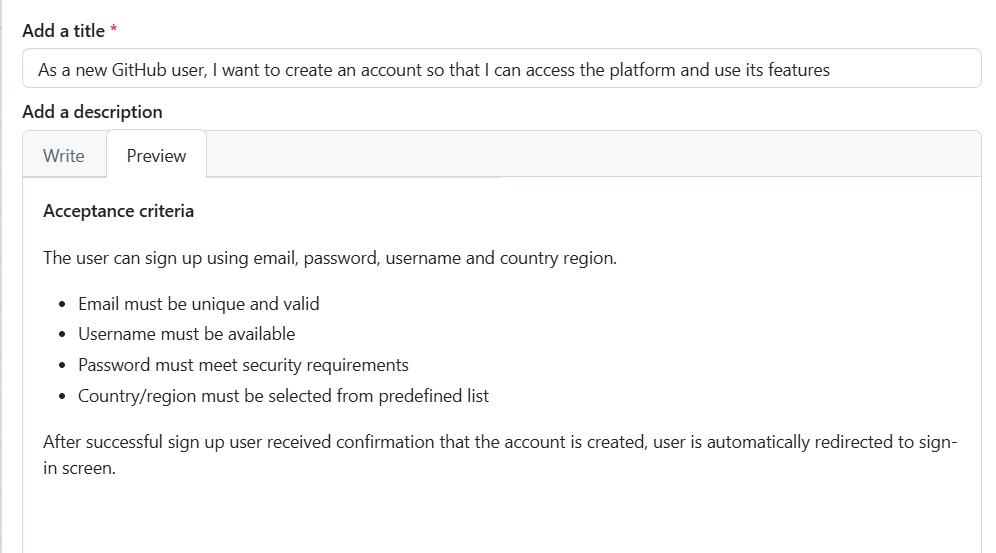 Add a title *
As a new GitHub user, I want to create an account so that I can access the platform and use its features
Add a description
Write
Preview
Acceptance criteria
The user can sign up using email, password, username and country region.
• Email must be unique and valid
• Username must be available
• Password must meet security requirements
• Country/region must be selected from predefined list
After successful sign up user received confirmation that the account is created, user is automatically redirected to sign-
in screen.